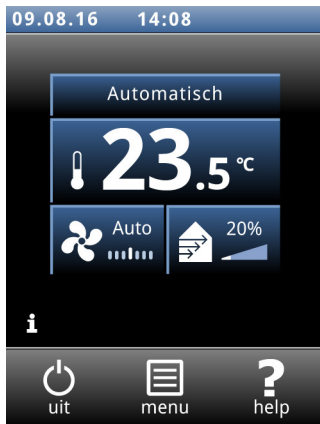 09.08.16 14:08
Automatisch
23.5 °C
Auto 20%
i
uit menu help